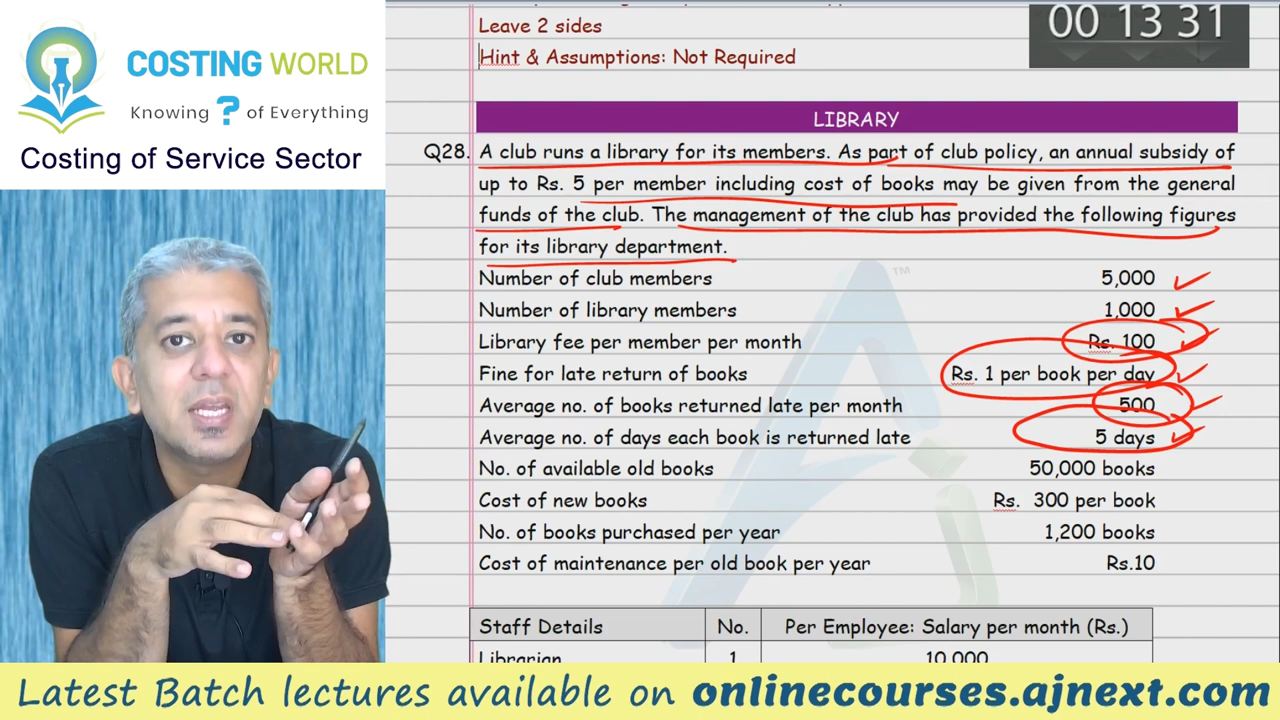 COSTING WORLD
Knowing ? of Everything
Costing of Service Sector
Leave 2 sides
Hint & Assumptions: Not Required
00 13 31
LIBRARY
Q28. A club runs a library for its members. As part of club policy, an annual subsidy of
up to Rs. 5 per member including cost of books may be given from the general
funds of the club. The management of the club has provided the following figures
for its library department.
Number of club members 5,000
Number of library members 1,000
Library fee per member per month Rs. 100
Fine for late return of books Rs. 1 per book per day
Average no. of books returned late per month 500
Average no. of days each book is returned late 5 days
No. of available old books 50,000 books
Cost of new books Rs. 300 per book
No. of books purchased per year 1,200 books
Cost of maintenance per old book per year Rs.10
Staff Details No. Per Employee: Salary per month (Rs.)
Librarian 1 10,000
TM
Latest Batch lectures available on onlinecourses.ajnext.com